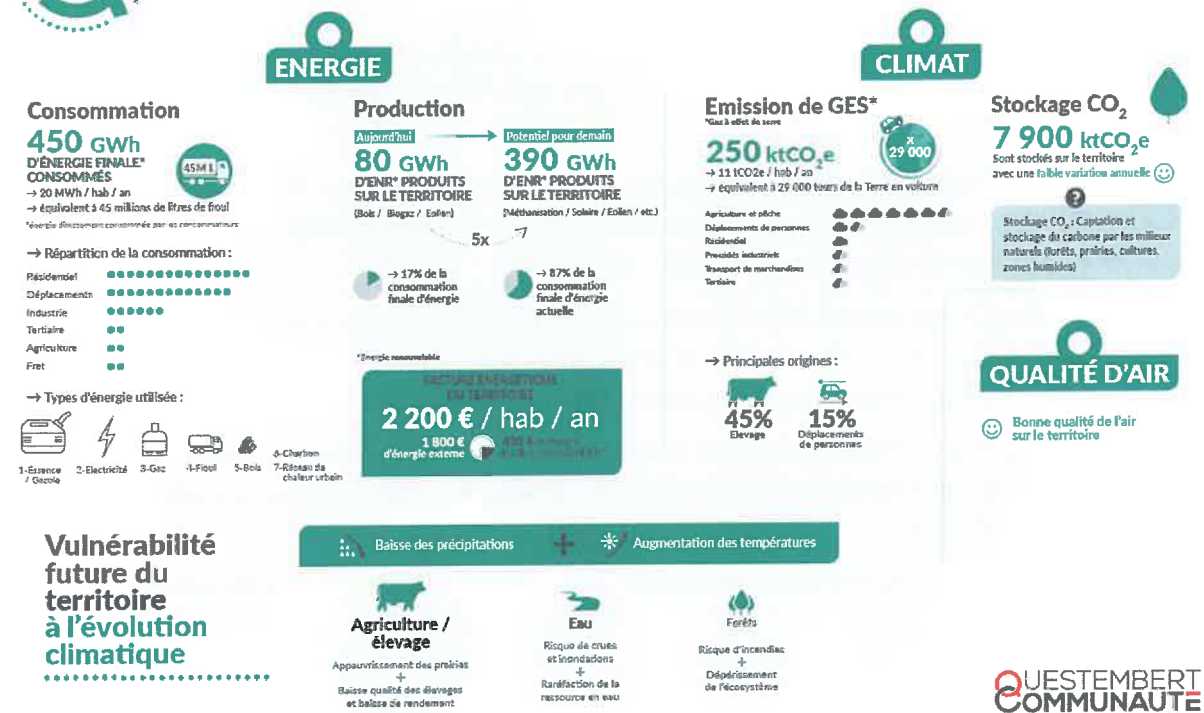 ENERGIE
Consommation
450 GWh
D'ÉNERGIE FINALE*
CONSOMMÉS
→ 20 MWh / hab / an
→ équivalent à 45 millions de litres de fioul
*énergie directement consommée par les consommateurs
45M L
→ Répartition de la consommation :
Résidentiel
Déplacements
Industrie
Tertiaire
Agriculture
Fret
→ Types d'énergie utilisée :
1-Essence
/ Gazole
2-Electricité
3-Gaz
4-Fioul
5-Bois
6-Charbon
7-Réseau de
chaleur urbain
Production
Aujourd'hui
80 GWh
D'ENR* PRODUITS
SUR LE TERRITOIRE
(Bois / Biogaz / Eolien)
Potentiel pour demain
390 GWh
D'ENR* PRODUITS
SUR LE TERRITOIRE
(Méthanisation / Solaire / Eolien / etc.)
5x
→ 17% de la
consommation
finale d'énergie
→ 87% de la
consommation
finale d'énergie
actuelle
*Energie renouvelable
FACTURE ENERGETIQUE
DU TERRITOIRE
2 200 € / hab / an
1 800 €
d'énergie externe
CLIMAT
Emission de GES*
*Gaz à effet de serre
250 ktCO2e
→ 11 tCO2e / hab / an
→ équivalent à 29 000 tours de la Terre en voiture
x
29 000
Agriculture et pêche
Déplacements de personnes
Résidentiel
Procédés industriels
Transport de marchandises
Tertiaire
→ Principales origines :
45%
Elevage
15%
Déplacements
de personnes
Stockage CO2
7 900 ktCO2e
Sont stockés sur le territoire
avec une faible variation annuelle
?
Stockage CO2 : Captation et
stockage du carbone par les milieux
naturels (forêts, prairies, cultures,
zones humides)
QUALITÉ D'AIR
Bonne qualité de l'air
sur le territoire
Vulnérabilité
future du
territoire
à l'évolution
climatique
Baisse des précipitations
+
Augmentation des températures
Agriculture /
élevage
Appauvrissement des prairies
+
Baisse qualité des élevages
et baisse de rendement
Eau
Risque de crues
et inondations
+
Raréfaction de la
ressource en eau
Forêts
Risque d'incendies
+
Dépérissement
de l'écosystème
QUESTEMBERT
COMMUNAUTÉ